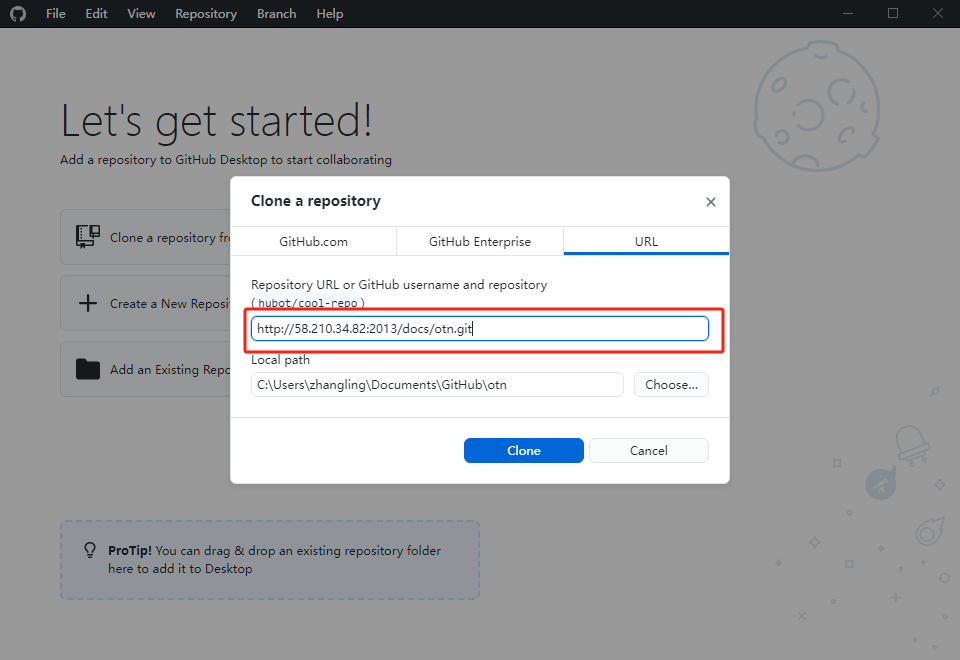 File Edit View Repository Branch Help
Let's get started!
Add a repository to GitHub Desktop to start collaborating
Clone a repository fr
Create a New Reposi
Add an Existing Repo
Clone a repository
GitHub.com GitHub Enterprise URL
Repository URL or GitHub username and repository
(hubot/cool-repo)
http://58.210.34.82:2013/docs/otn.git
Local path
C:\Users\zhangling\Documents\GitHub\otn Choose...
Clone Cancel
ProTip! You can drag & drop an existing repository folder
here to add it to Desktop